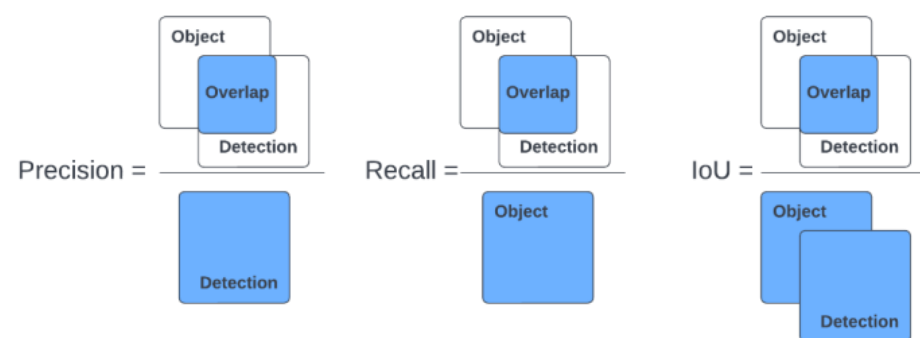 Object
Overlap
Detection
Precision =
Detection
Object
Overlap
Detection
Recall =
Object
Object
Overlap
Detection
IoU =
Object
Detection